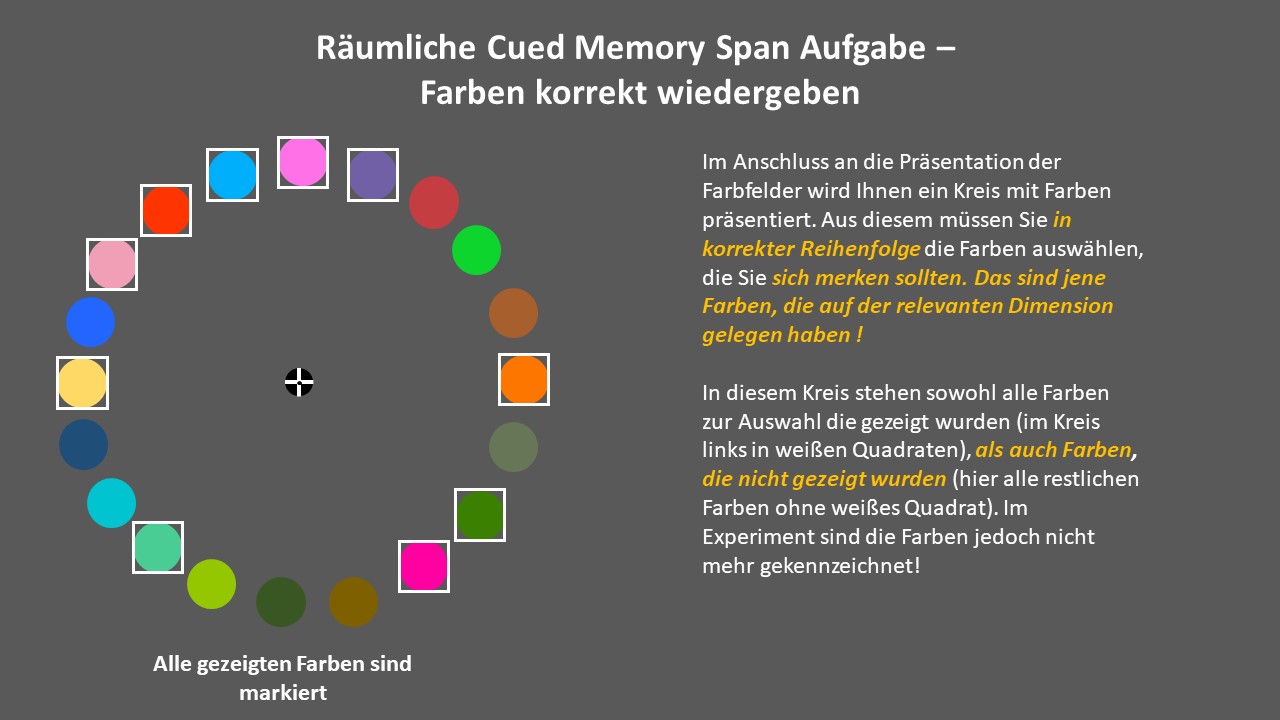 Räumliche Cued Memory Span Aufgabe –
Farben korrekt wiedergeben
Im Anschluss an die Präsentation der
Farbfelder wird Ihnen ein Kreis mit Farben
präsentiert. Aus diesem müssen Sie in
korrekter Reihenfolge die Farben auswählen,
die Sie sich merken sollten. Das sind jene
Farben, die auf der relevanten Dimension
gelegen haben !
In diesem Kreis stehen sowohl alle Farben
zur Auswahl die gezeigt wurden (im Kreis
links in weißen Quadraten), als auch Farben,
die nicht gezeigt wurden (hier alle restlichen
Farben ohne weißes Quadrat). Im
Experiment sind die Farben jedoch nicht
mehr gekennzeichnet!
Alle gezeigten Farben sind
markiert